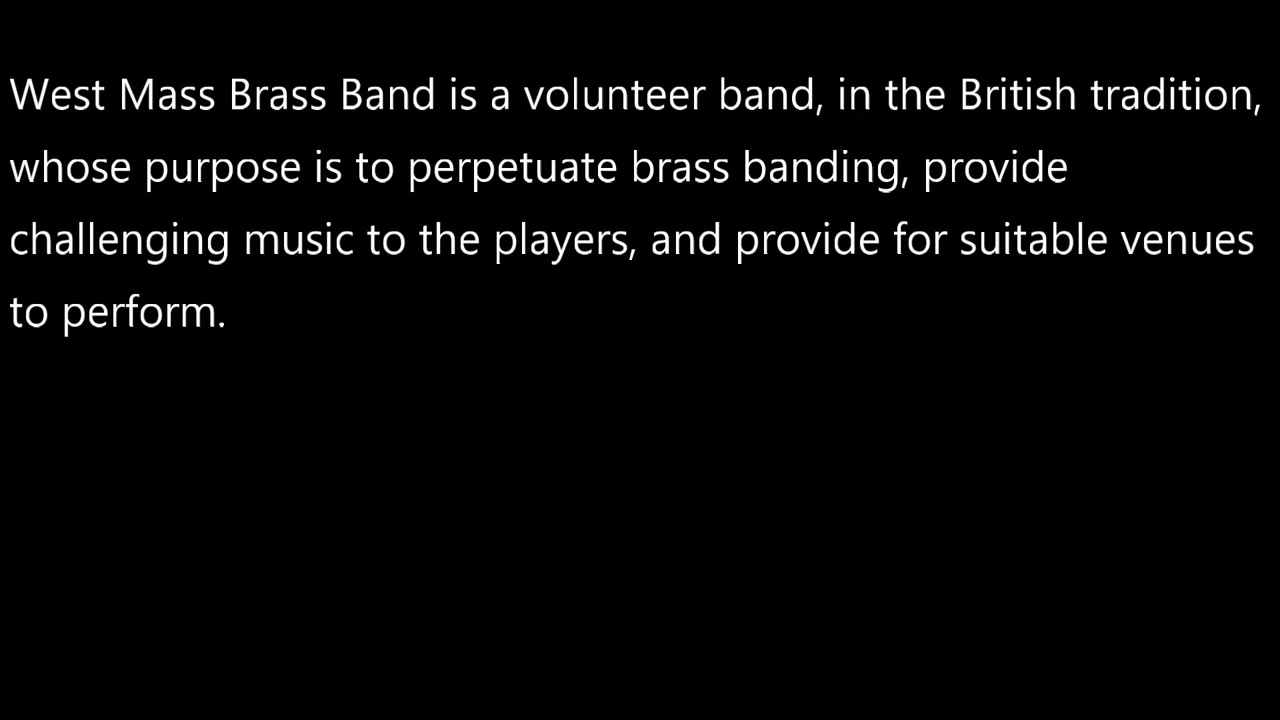 West Mass Brass Band is a volunteer band, in the British tradition,
whose purpose is to perpetuate brass banding, provide
challenging music to the players, and provide for suitable venues
to perform.